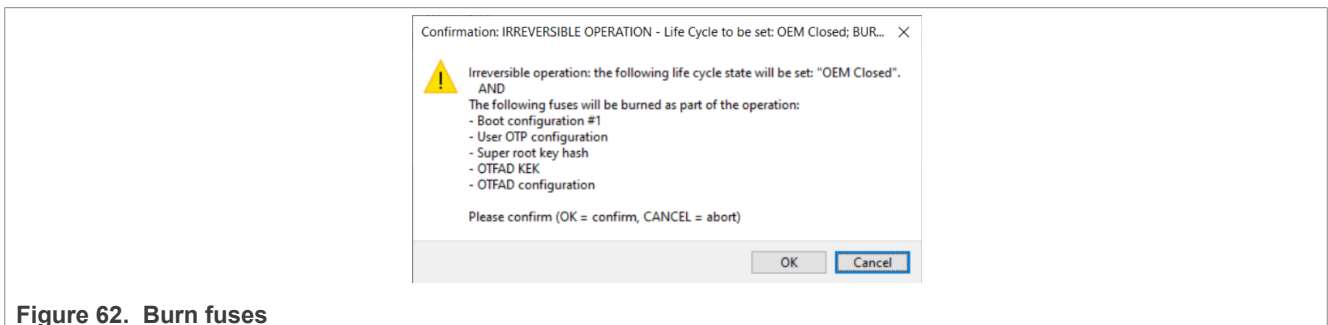 Confirmation: IRREVERSIBLE OPERATION - Life Cycle to be set: OEM Closed; BUR...
Irreversible operation: the following life cycle state will be set: "OEM Closed".
AND
The following fuses will be burned as part of the operation:
- Boot configuration #1
- User OTP configuration
- Super root key hash
- OTFAD KEK
- OTFAD configuration
Please confirm (OK = confirm, CANCEL = abort)
OK Cancel
Figure 62. Burn fuses